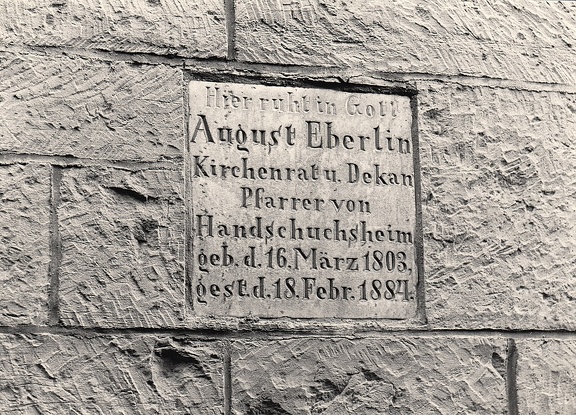 Hier ruht in Gott
August Eberlin
Kirchenrat u. Dekan
Pfarrer von
Handschuchsheim
geb. d. 16. März 1803.
gest. d. 18. Febr. 1884.